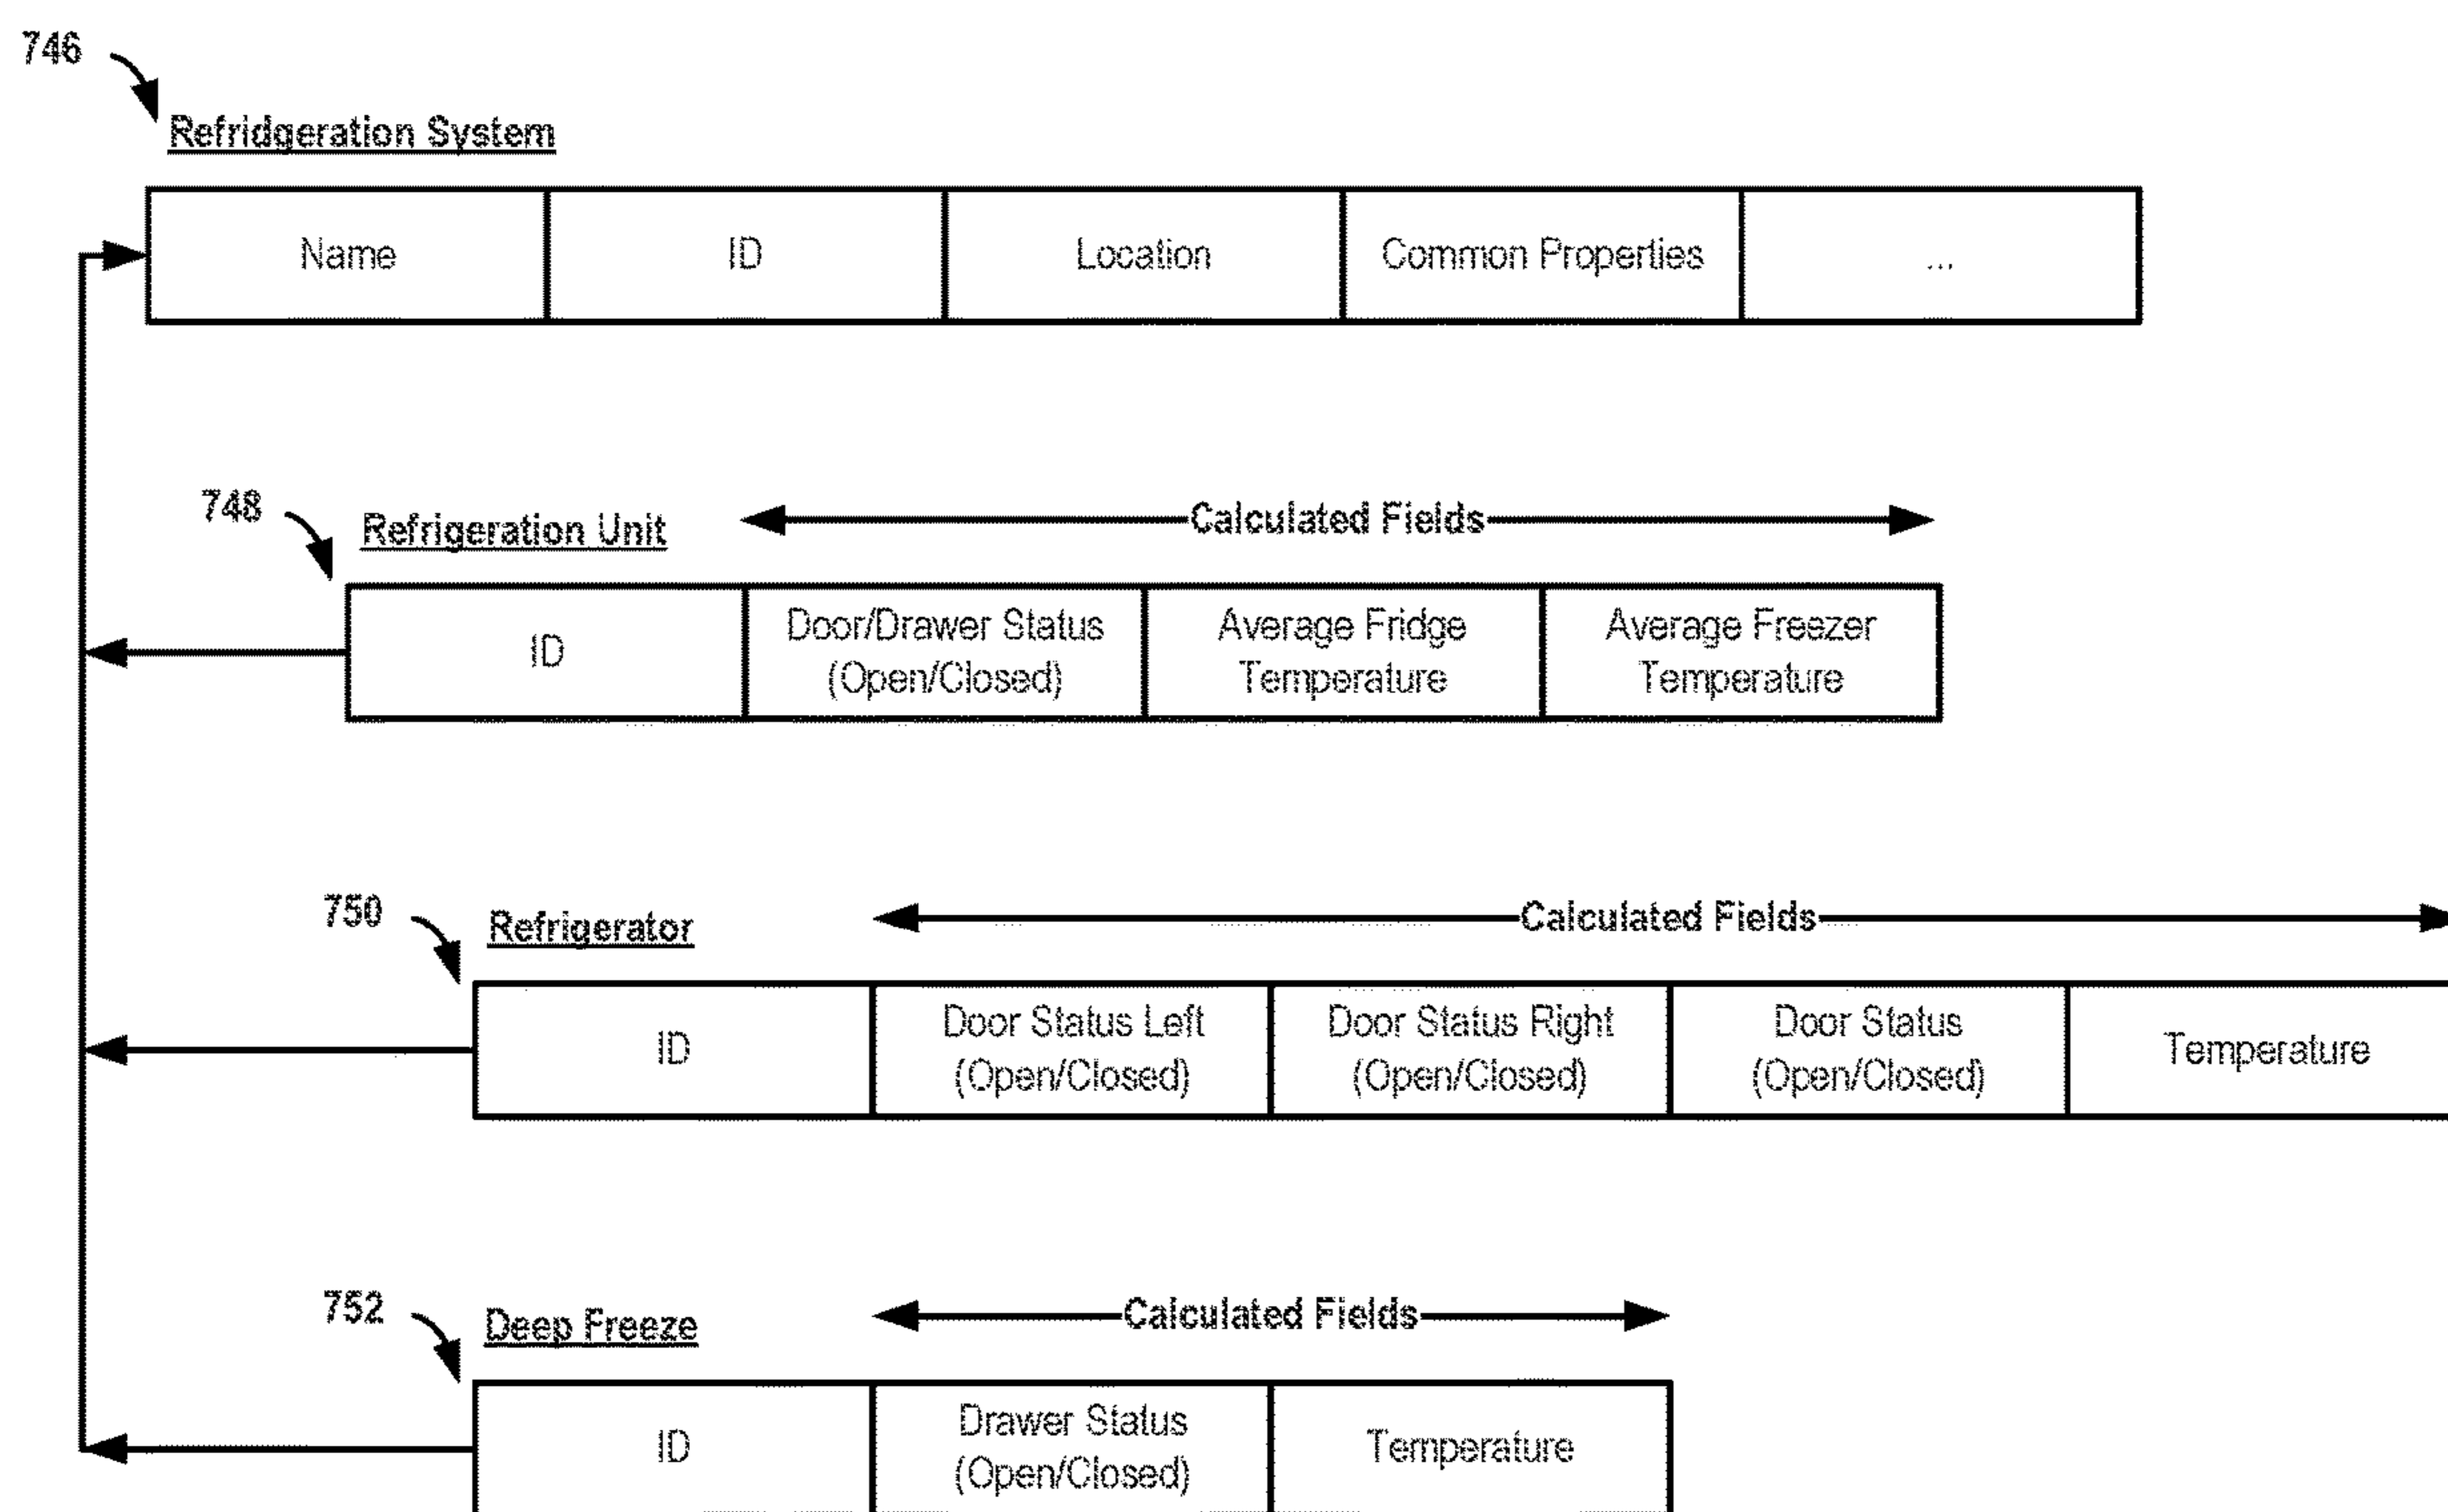 746
Refridgeration System
Name
ID
Location
Common Properties
...
748
Refrigeration Unit
Calculated Fields
ID
Door/Drawer Status
(Open/Closed)
Average Fridge
Temperature
Average Freezer
Temperature
750
Refrigerator
Calculated Fields
ID
Door Status Left
(Open/Closed)
Door Status Right
(Open/Closed)
Door Status
(Open/Closed)
Temperature
752
Deep Freeze
Calculated Fields
ID
Drawer Status
(Open/Closed)
Temperature